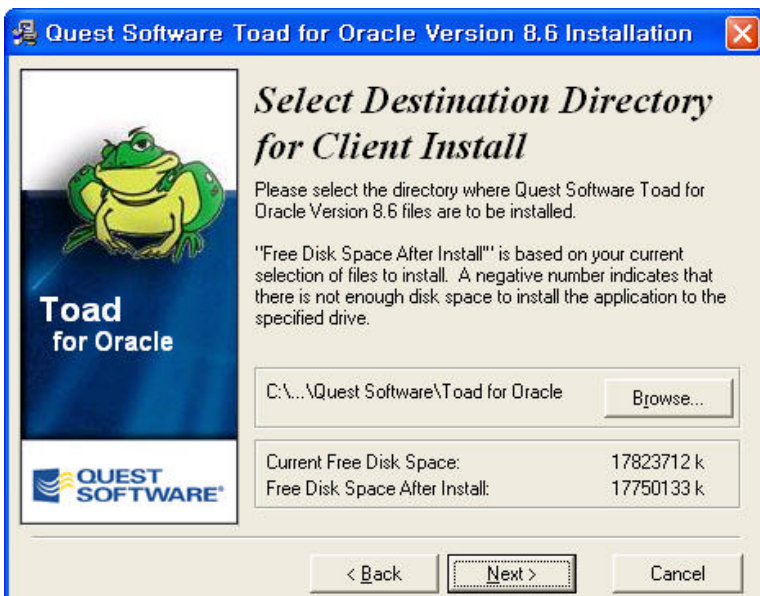 Quest Software Toad for Oracle Version 8.6 Installation
Select Destination Directory
for Client Install
Please select the directory where Quest Software Toad for
Oracle Version 8.6 files are to be installed.
"Free Disk Space After Install"' is based on your current
selection of files to install. A negative number indicates that
there is not enough disk space to install the application to the
specified drive.
Toad
for Oracle
C:\...\Quest Software\Toad for Oracle
Browse...
Current Free Disk Space: 17823712 k
Free Disk Space After Install: 17750133 k
QUEST
SOFTWARE®
< Back
Next >
Cancel